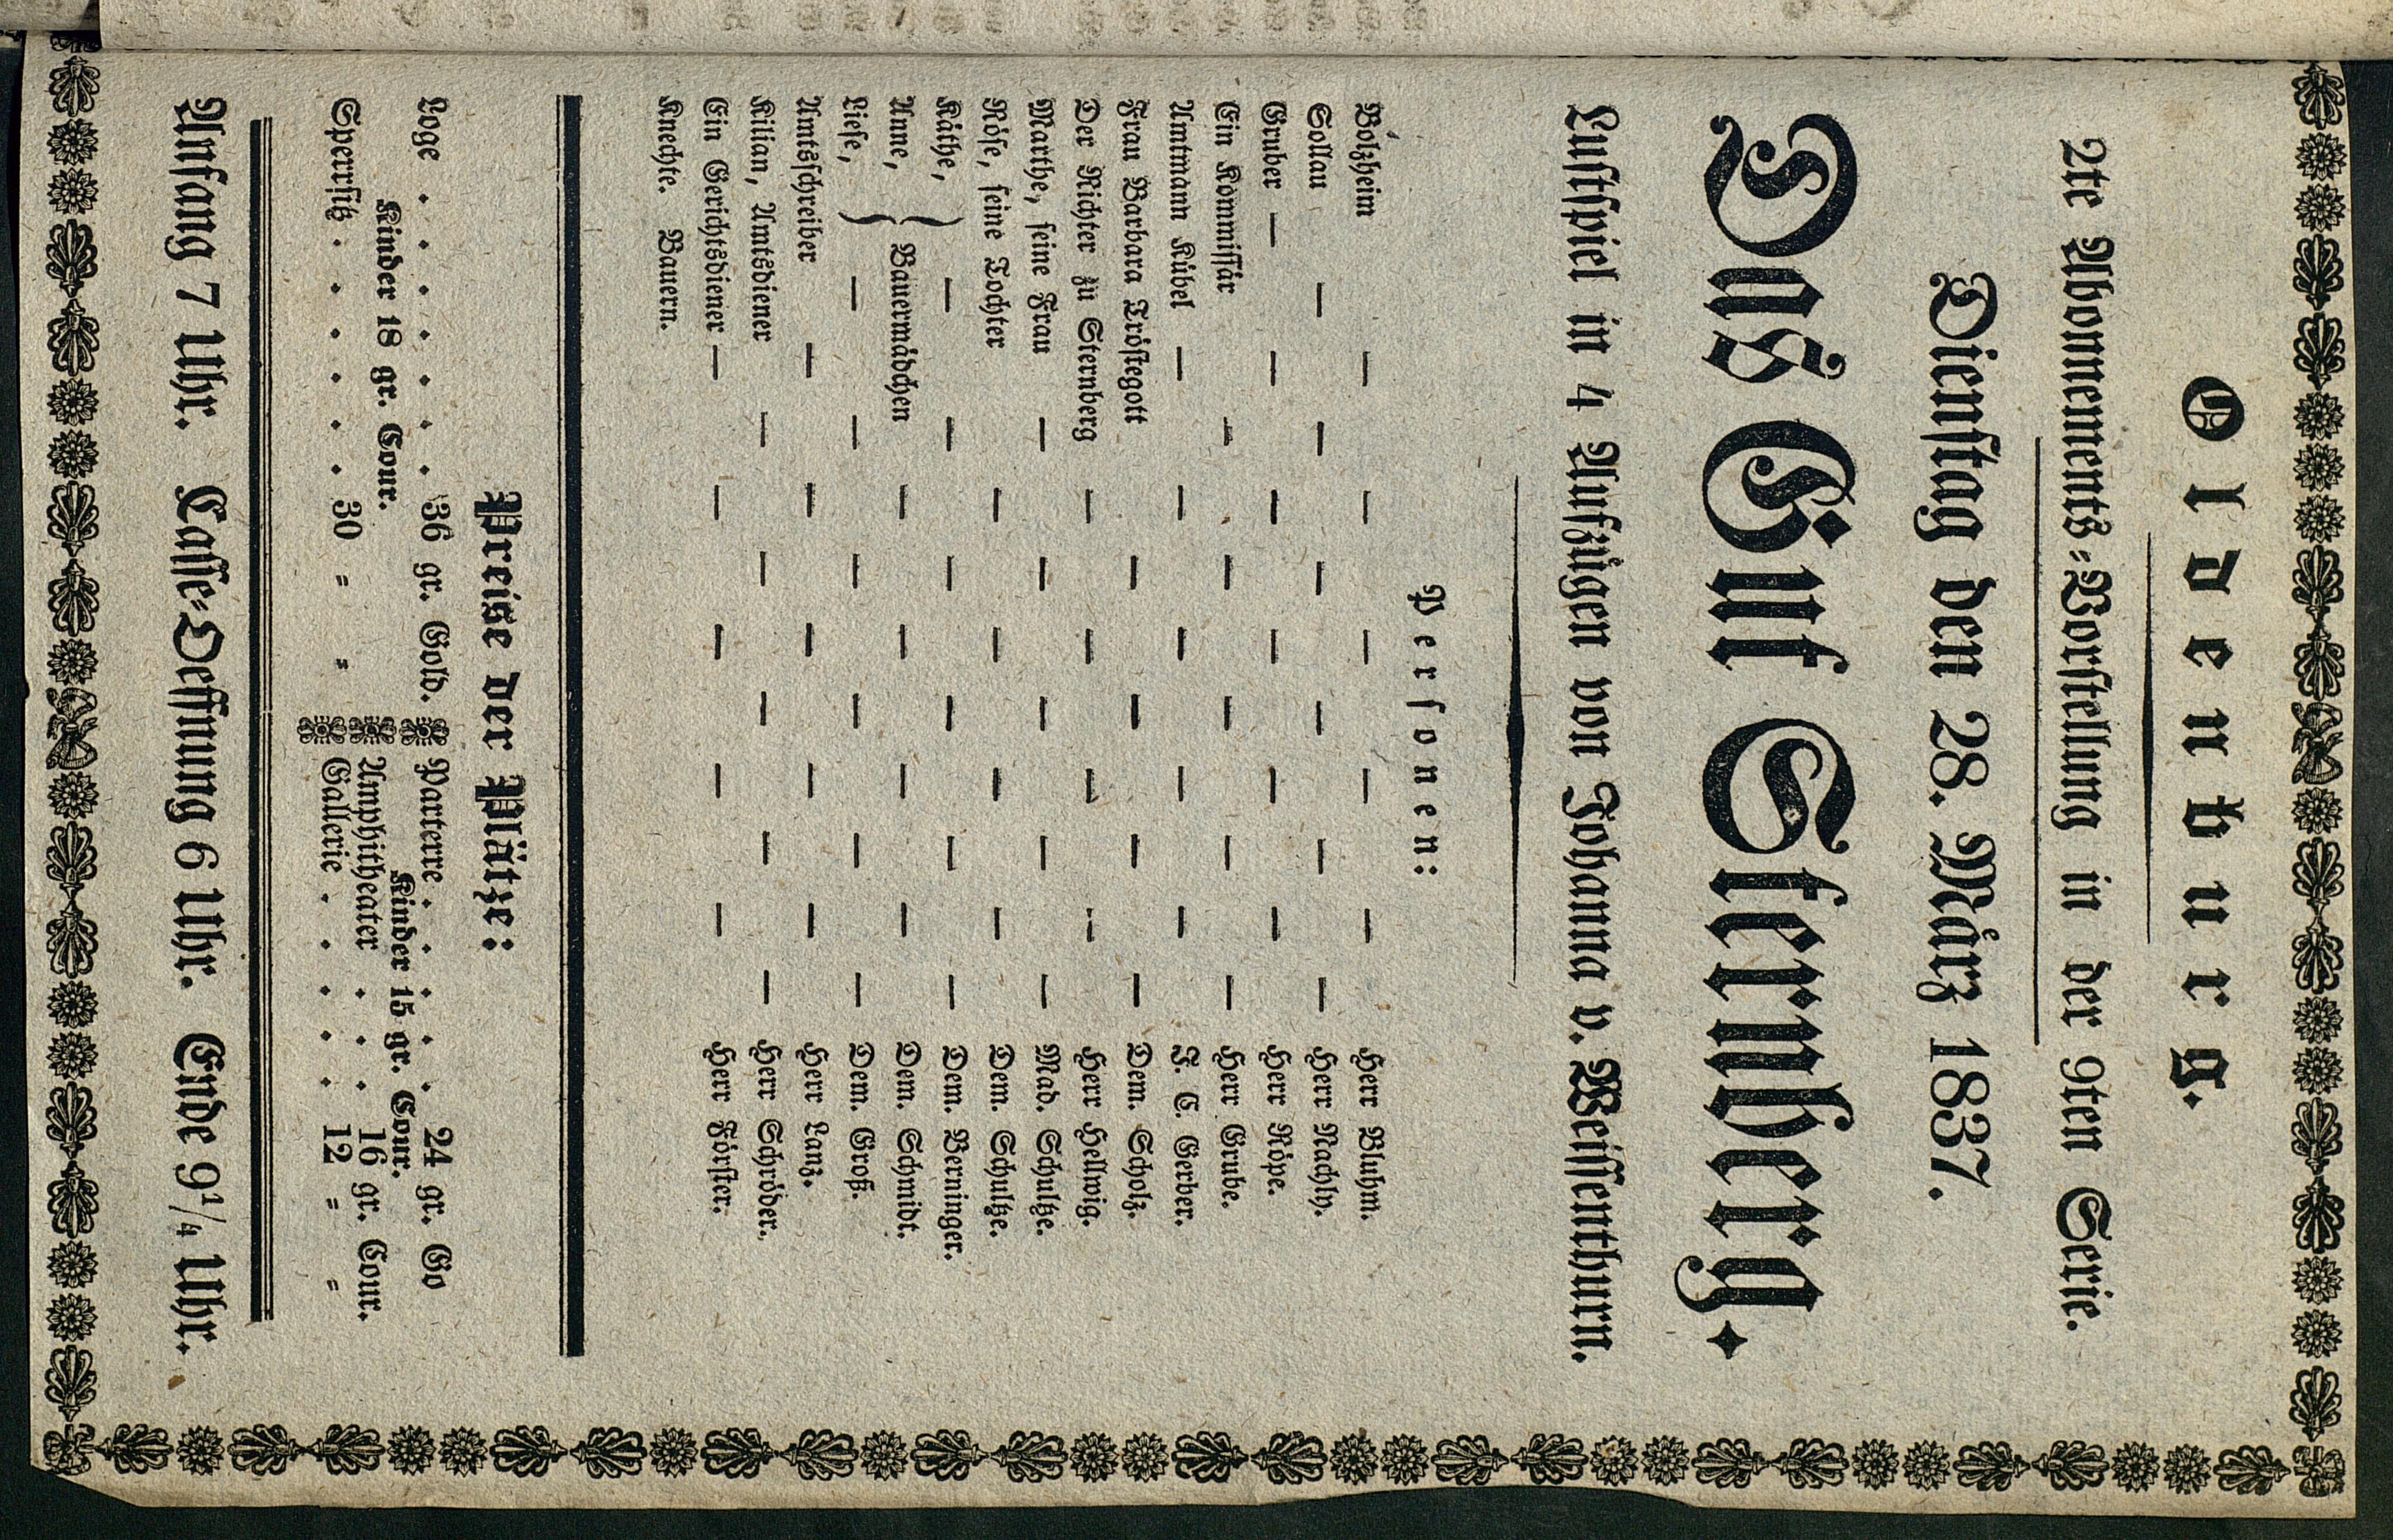 Oldenburg.
2te Abonnements-Vorstellung in der 9ten Serie.
Dienstag den 28. März 1837.
Das Gut Sternberg.
Lustspiel in 4 Aufzügen von Johanna v. Weissenthurn.
Personen:
Bolzheim — — — — — Herr Bluhm.
Sollau — — — — — — Herr Nachly.
Gruber — — — — — — Herr Röpe.
Ein Kommissär — — — — — Herr Grube.
Amtmann Kübel — — — — — J. C. Gerber.
Frau Barbara Tröstegott — — — — Dem. Scholz.
Der Richter zu Sternberg — — — — Herr Hellwig.
Marthe, seine Frau — — — — — Mad. Schultze.
Röse, seine Tochter — — — — Dem. Schultze.
Käthe, — — — — — — Dem. Berninger.
Anne, } Bauermädchen — — — — Dem. Schmidt.
Liese, — — — — — — Dem. Groß.
Amtsschreiber — — — — — Herr Lanz.
Kilian, Amtsdiener — — — — — Herr Schröder.
Ein Gerichtsdiener — — — — — Herr Förster.
Knechte. Bauern.
Preise der Plätze:
Loge . . . . . . . 36 gr. Gold.
Kinder 18 gr. Cour.
Sperrsitz . . . . . . 30 = =
Parterre . . . . . 24 gr. Go
Kinder 15 gr. Cour.
Amphitheater . . . 16 gr. Cour.
Gallerie . . . . . 12 = =
Anfang 7 Uhr. Casse-Oeffnung 6 Uhr. Ende 9¼ Uhr.